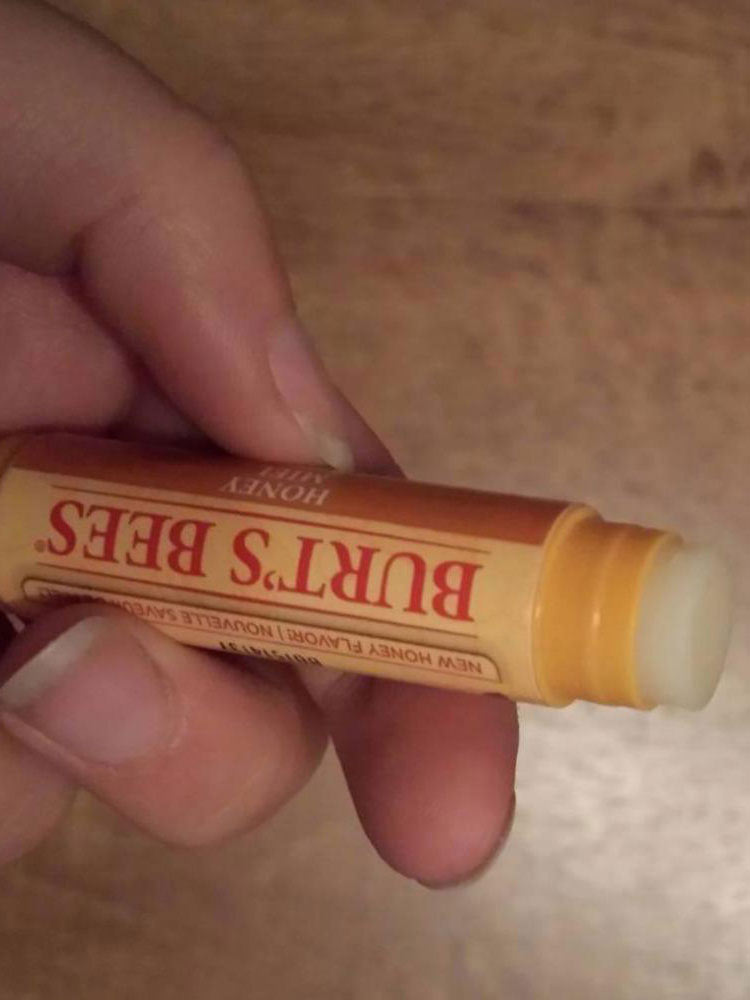 NEW HONEY FLAVOR! | NOUVELLE SAVEUR
BURT'S BEES®
HONEY
MIEL